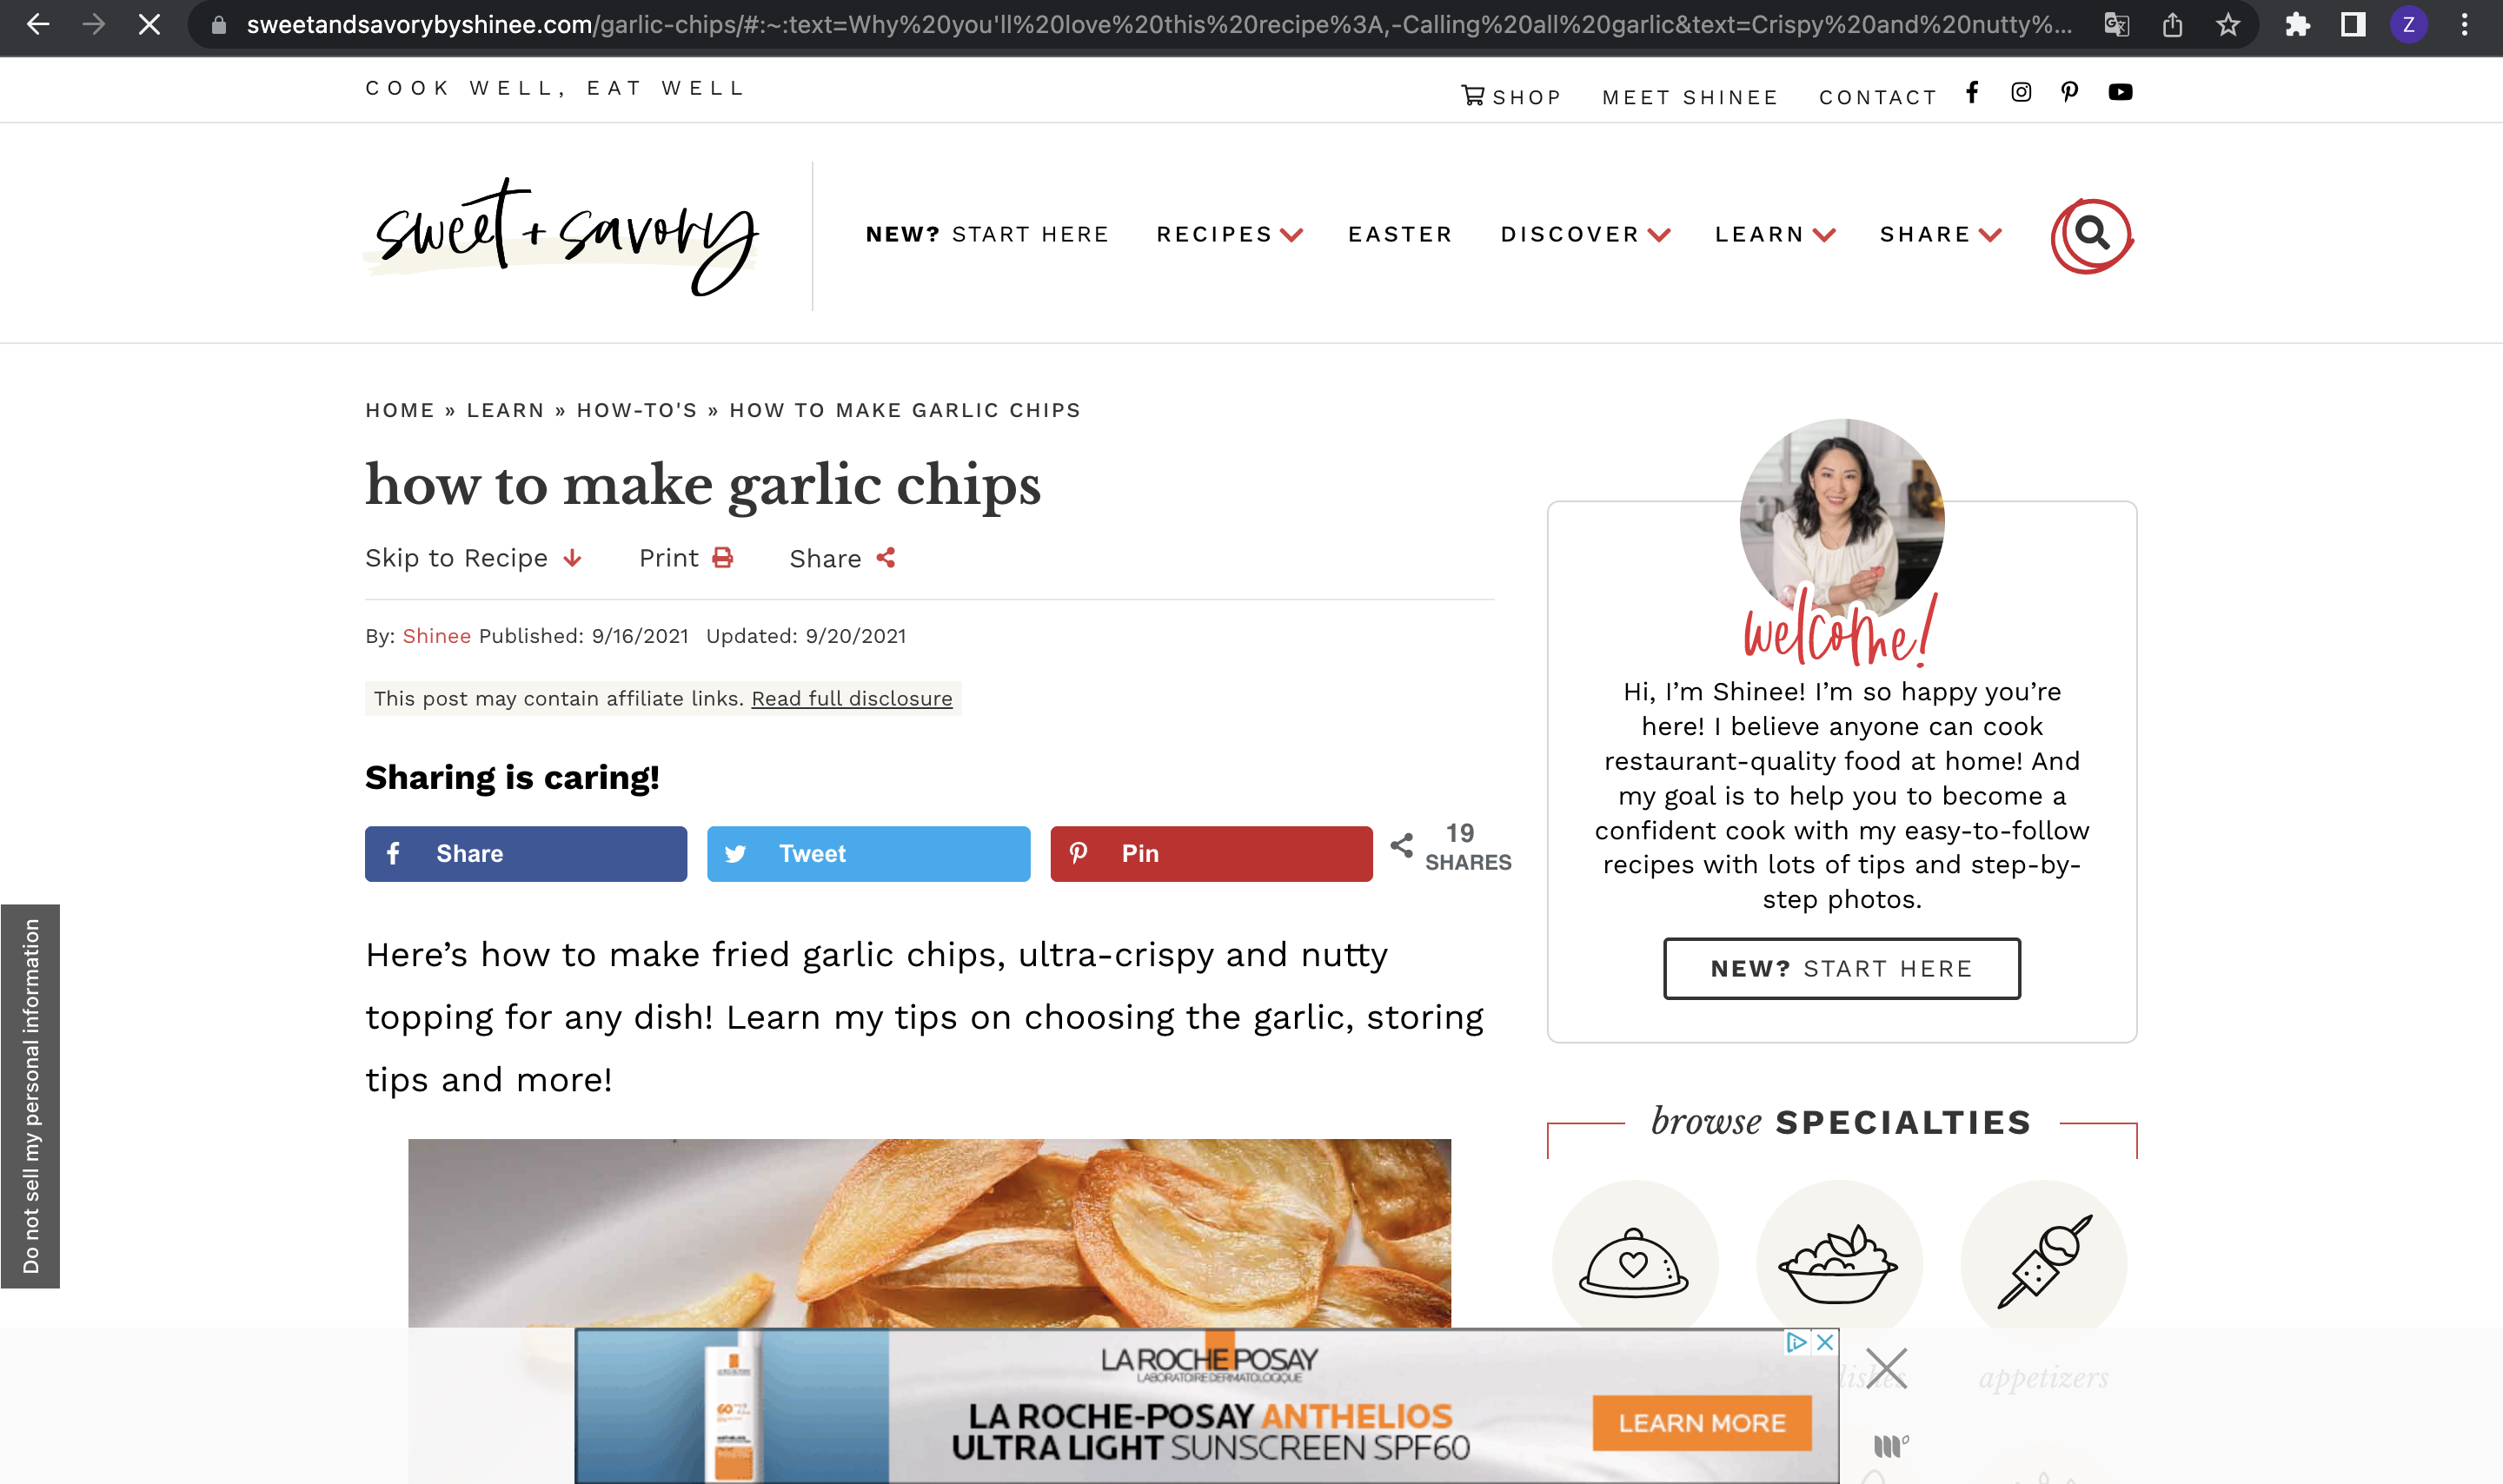 sweetandsavorybyshinee.com/garlic-chips/#:~:text=Why%20you'll%20love%20this%20recipe%3A,-Calling%20all%20garlic&text=Crispy%20and%20nutty%...
Z
COOK WELL, EAT WELL
SHOP
MEET SHINEE
CONTACT
sweet + savory
NEW? START HERE
RECIPES
EASTER
DISCOVER
LEARN
SHARE
HOME » LEARN » HOW-TO'S » HOW TO MAKE GARLIC CHIPS
how to make garlic chips
Skip to Recipe
Print
Share
By: Shinee Published: 9/16/2021 Updated: 9/20/2021
This post may contain affiliate links. Read full disclosure
Sharing is caring!
Share
Tweet
Pin
19
SHARES
Here’s how to make fried garlic chips, ultra-crispy and nutty
topping for any dish! Learn my tips on choosing the garlic, storing
tips and more!
Do not sell my personal information
welcome!
Hi, I’m Shinee! I’m so happy you’re
here! I believe anyone can cook
restaurant-quality food at home! And
my goal is to help you to become a
confident cook with my easy-to-follow
recipes with lots of tips and step-by-
step photos.
NEW? START HERE
browse SPECIALTIES
appetizers
LA ROCHE POSAY
LABORATOIRE DERMATOLOGIQUE
LA ROCHE-POSAY ANTHELIOS
ULTRA LIGHT SUNSCREEN SPF60
LEARN MORE
60
ANTHELIOS